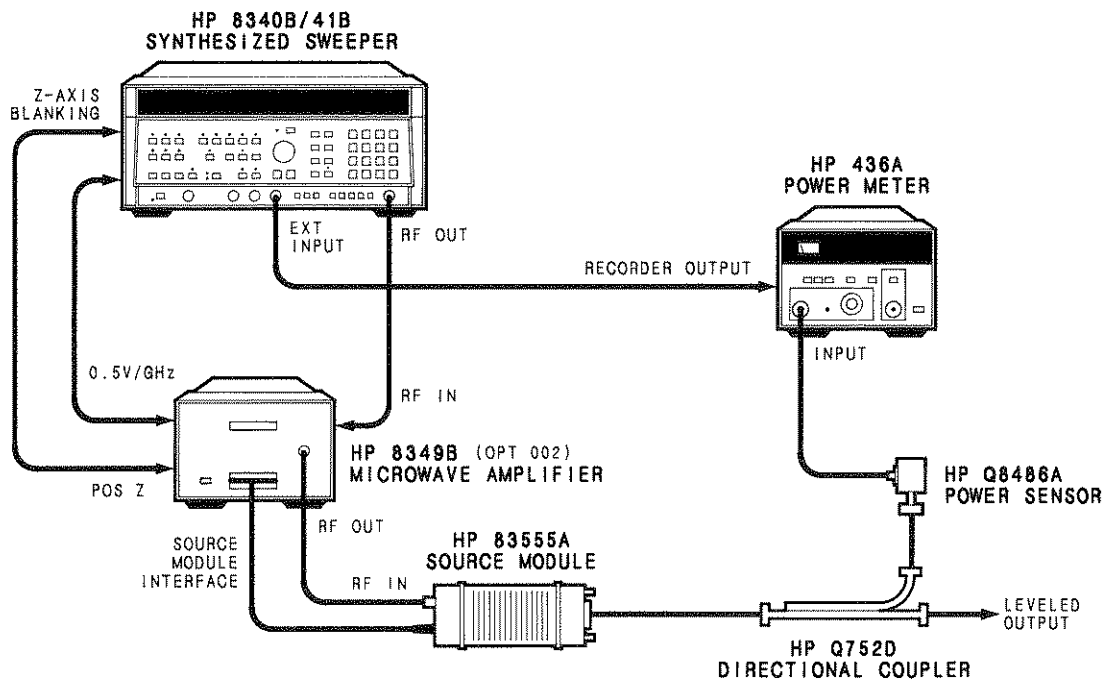 HP 8340B/41B
SYNTHESIZED SWEEPER
Z-AXIS
BLANKING
HP 436A
POWER METER
EXT
INPUT
RF OUT
RECORDER OUTPUT
INPUT
0.5V/GHz
RF IN
HP 8349B (OPT 002)
MICROWAVE AMPLIFIER
HP Q8486A
POWER SENSOR
POS Z
RF OUT
SOURCE
MODULE
INTERFACE
HP 83555A
SOURCE MODULE
RF IN
LEVELED
OUTPUT
HP Q752D
DIRECTIONAL COUPLER